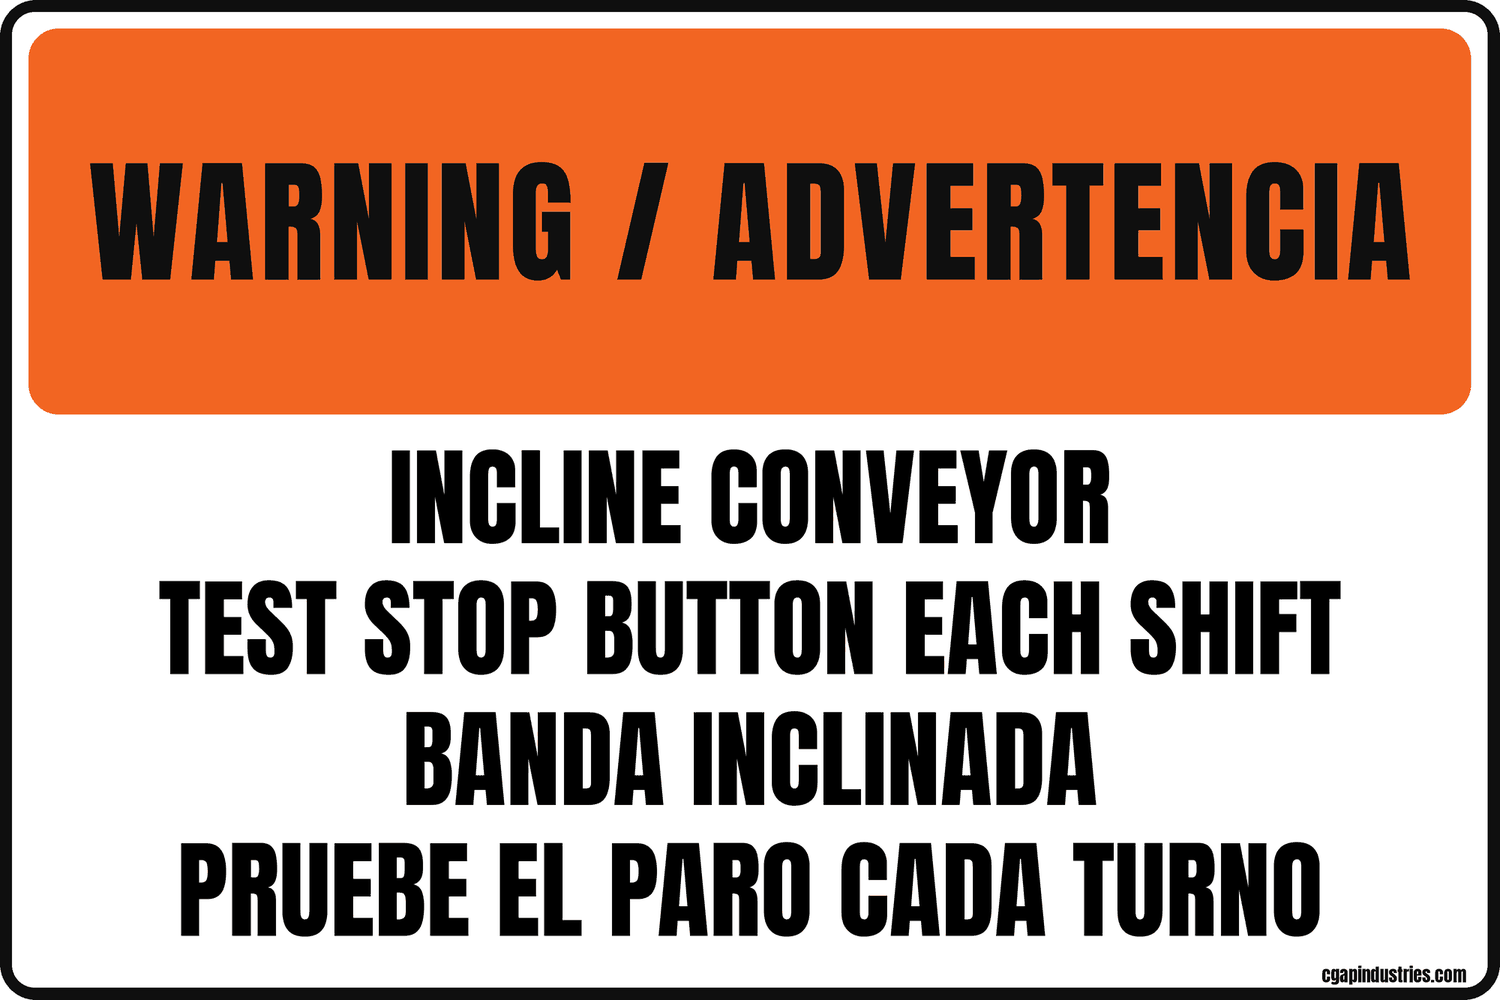 WARNING / ADVERTENCIA
INCLINE CONVEYOR
TEST STOP BUTTON EACH SHIFT
BANDA INCLINADA
PRUEBE EL PARO CADA TURNO
cgapindustries.com